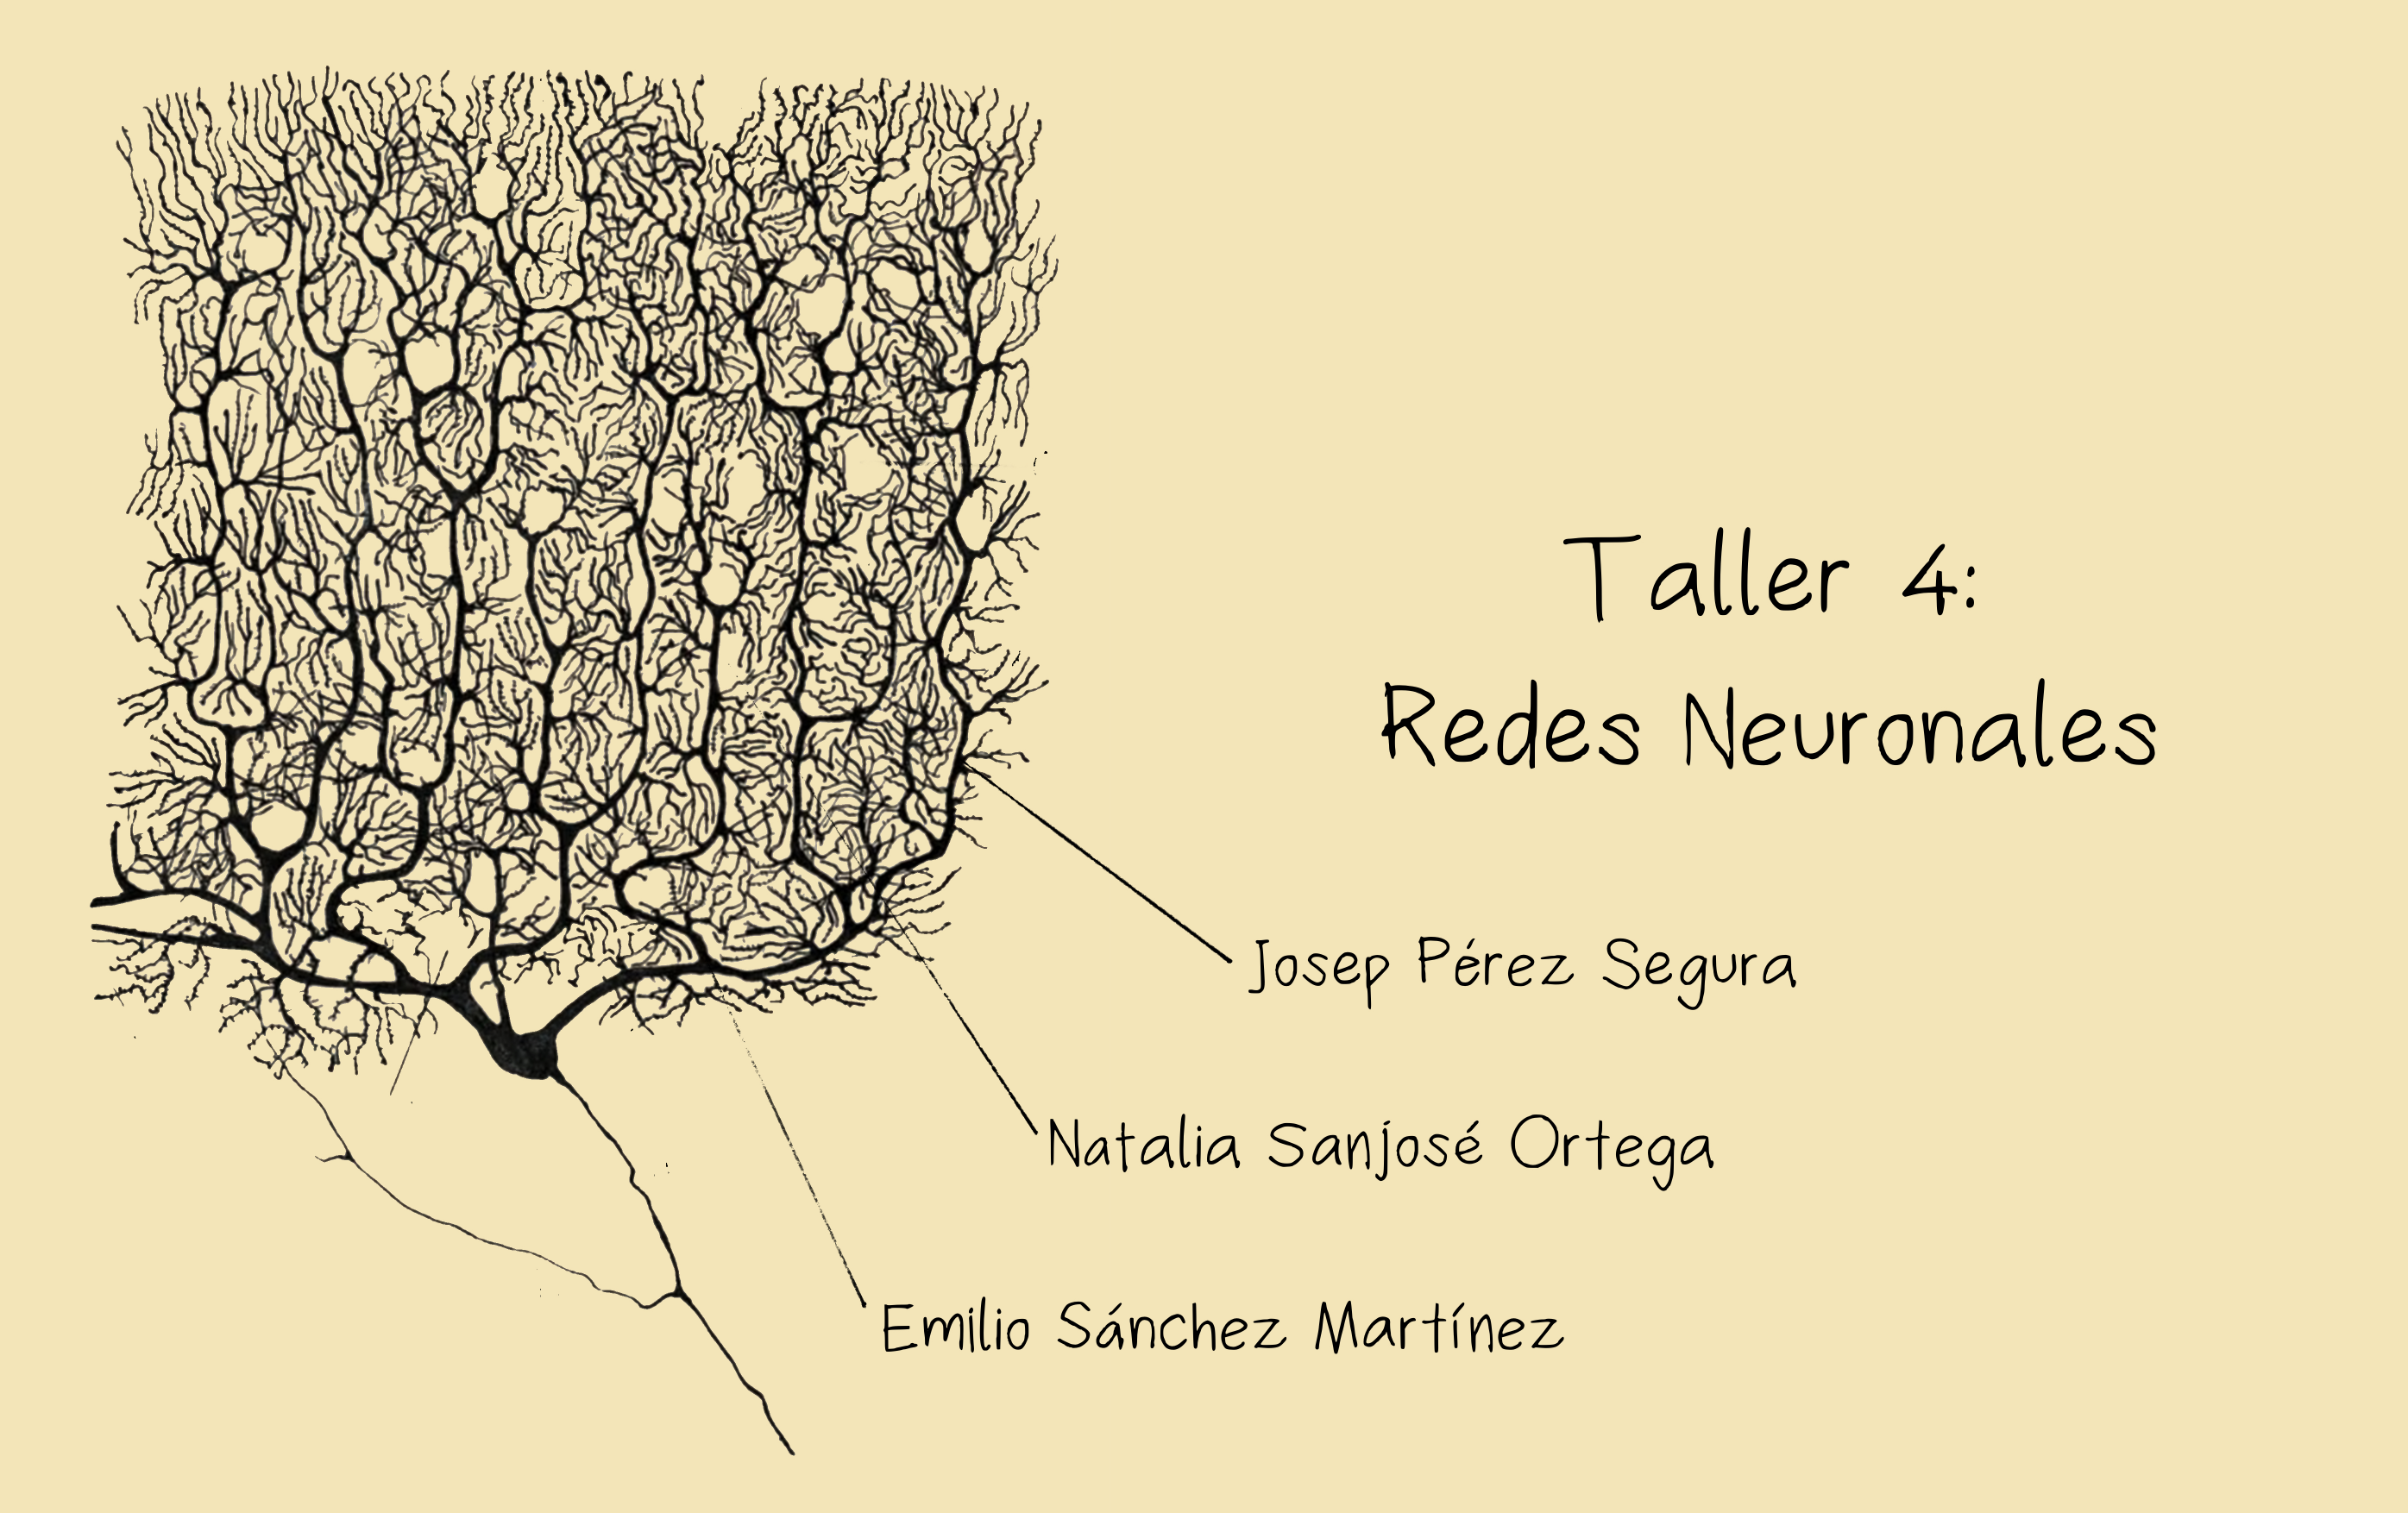 Taller 4:
Redes Neuronales
Josep Pérez Segura
Natalia Sanjosé Ortega
Emilio Sánchez Martínez